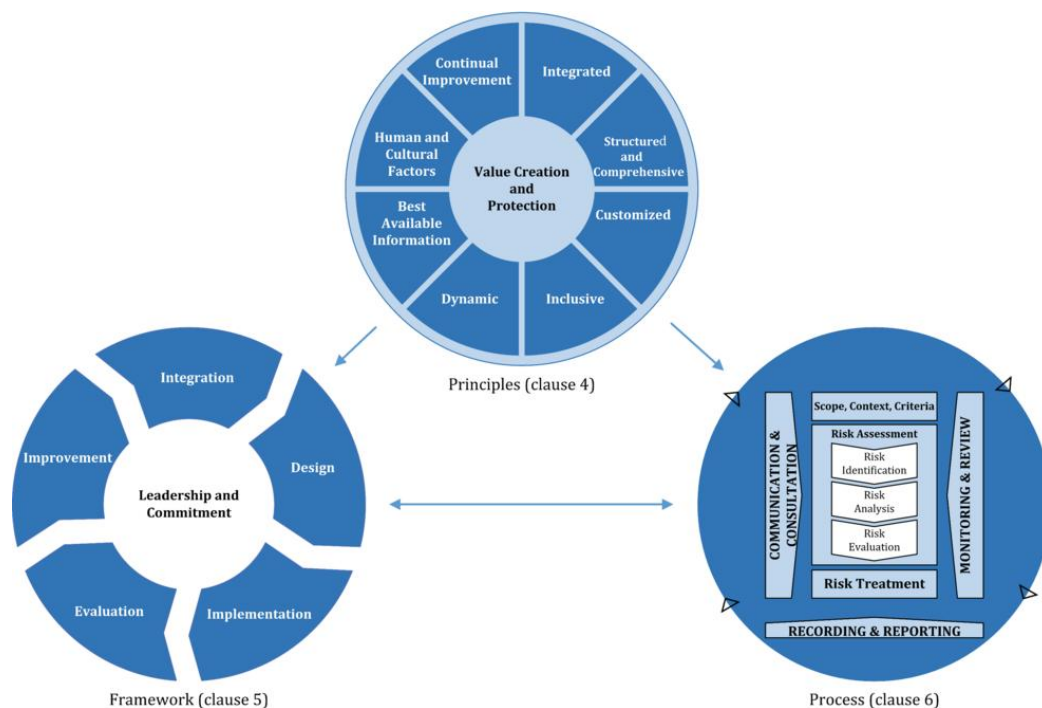 Continual
Improvement
Integrated
Human and
Cultural
Factors
Structured
and
Comprehensive
Value Creation
and
Protection
Best
Available
Information
Customized
Dynamic
Inclusive
Principles (clause 4)
Integration
Improvement
Design
Leadership and
Commitment
Evaluation
Implementation
Framework (clause 5)
Scope, Context, Criteria
Risk Assessment
Risk
Identification
Risk
Analysis
Risk
Evaluation
Risk Treatment
COMMUNICATION &
CONSULTATION
MONITORING & REVIEW
RECORDING & REPORTING
Process (clause 6)